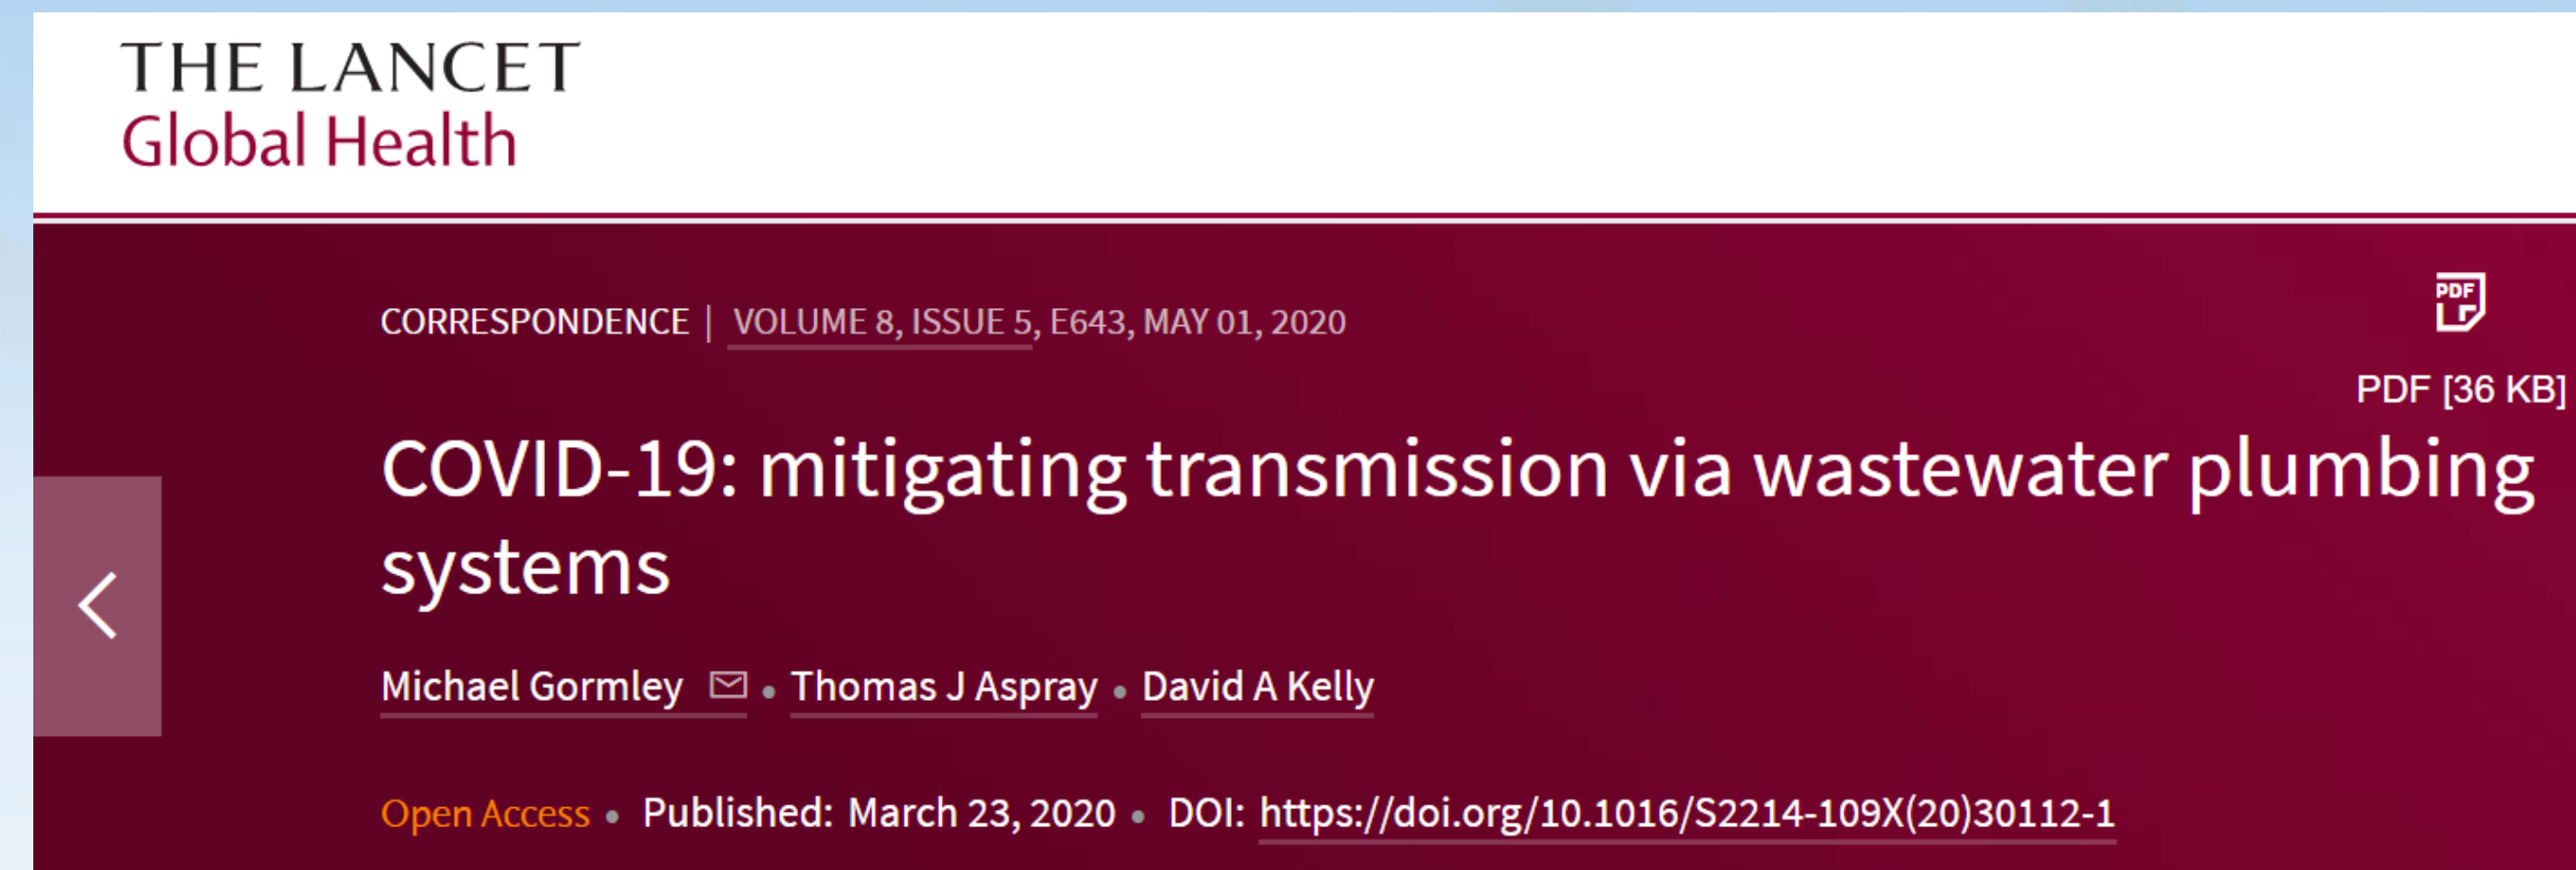 THE LANCET
Global Health
CORRESPONDENCE | VOLUME 8, ISSUE 5, E643, MAY 01, 2020
PDF
PDF [36 KB]
COVID-19: mitigating transmission via wastewater plumbing
systems
Michael Gormley • Thomas J Aspray • David A Kelly
Open Access • Published: March 23, 2020 • DOI: https://doi.org/10.1016/S2214-109X(20)30112-1